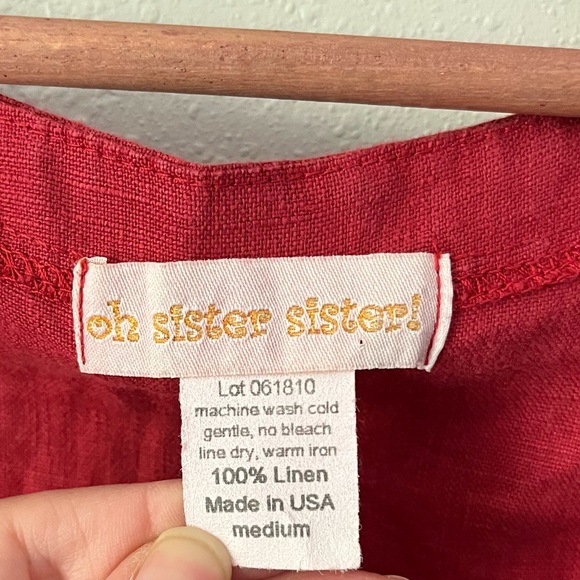 oh sister sister!
Lot 061810
machine wash cold
gentle, no bleach
line dry, warm iron
100% Linen
Made in USA
medium